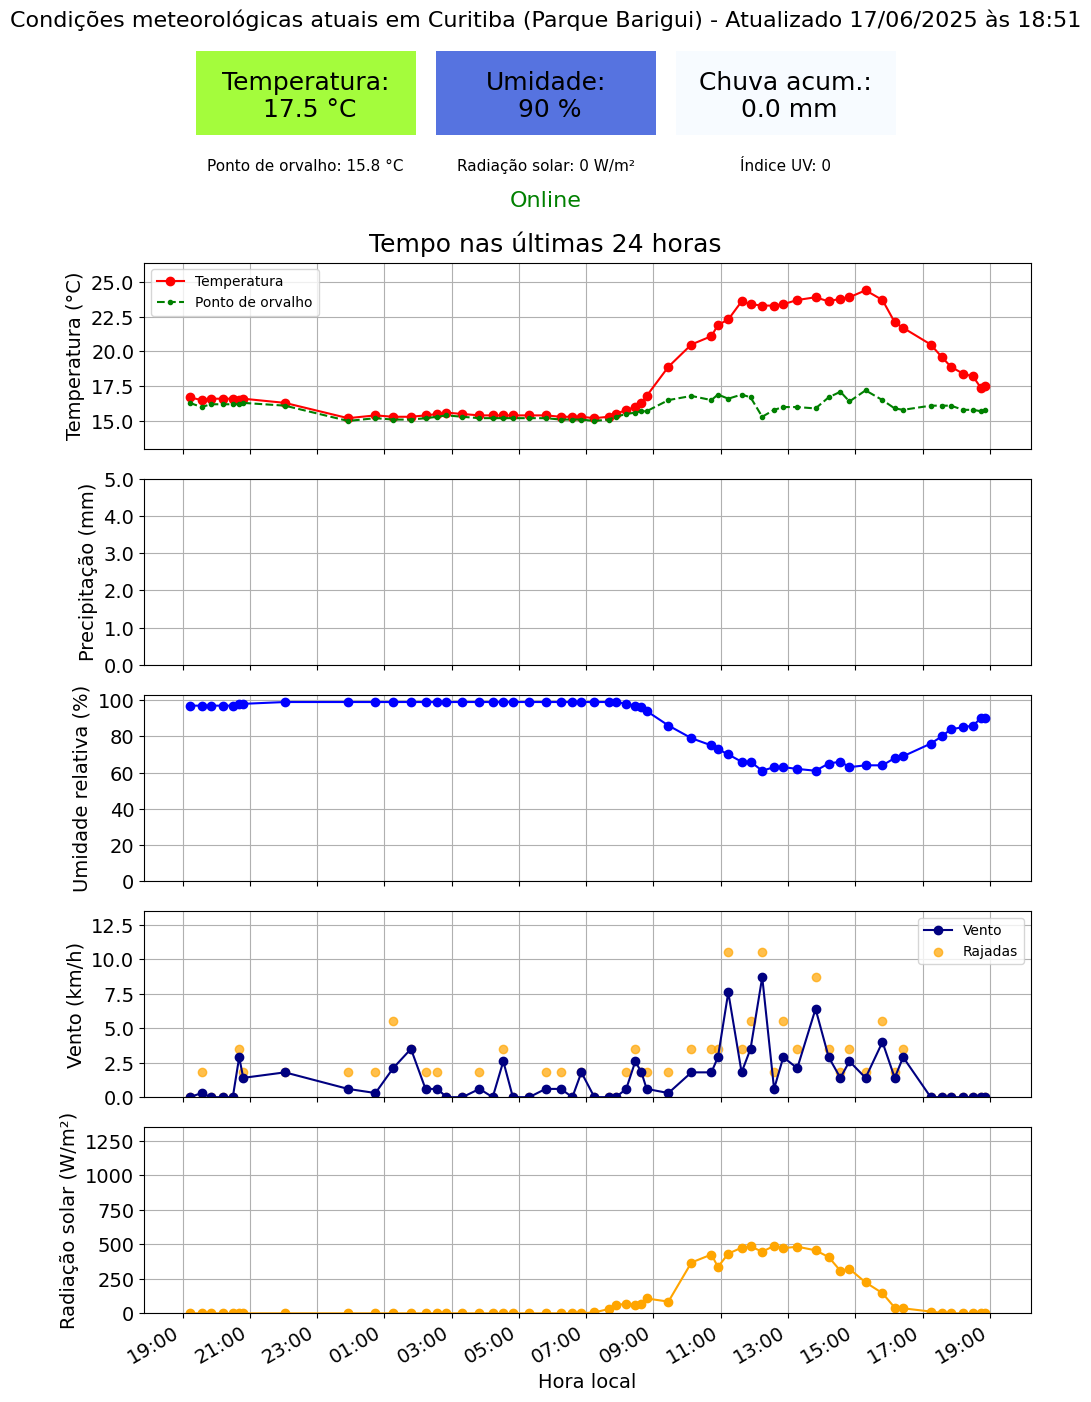 Condições meteorológicas atuais em Curitiba (Parque Barigui) - Atualizado 17/06/2025 às 18:51
Temperatura:
17.5 °C
Umidade:
90 %
Chuva acum.:
0.0 mm
Ponto de orvalho: 15.8 °C
Radiação solar: 0 W/m²
Índice UV: 0
Online
Tempo nas últimas 24 horas
Temperatura (°C)
25.0
22.5
20.0
17.5
15.0
Temperatura
Ponto de orvalho
Precipitação (mm)
5.0
4.0
3.0
2.0
1.0
0.0
Umidade relativa (%)
100
80
60
40
20
0
Vento (km/h)
12.5
10.0
7.5
5.0
2.5
0.0
Vento
Rajadas
Radiação solar (W/m²)
1250
1000
750
500
250
0
19:00
21:00
23:00
01:00
03:00
05:00
07:00
09:00
11:00
13:00
15:00
17:00
19:00
Hora local